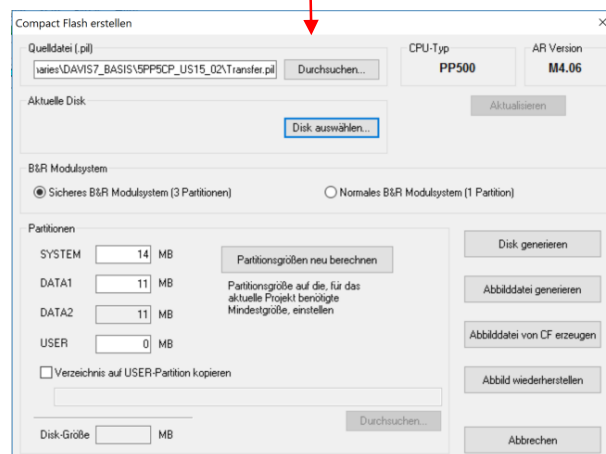 Compact Flash erstellen
Quelldatei (.pil)
naries\DAVIS7_BASIS\5PP5CP_US15_02\Transfer.pil
Durchsuchen...
CPU-Typ
PP500
AR Version
M4.06
Aktuelle Disk
Disk auswählen...
Aktualisieren
B&R Modulsystem
Sicheres B&R Modulsystem (3 Partitionen)
Normales B&R Modulsystem (1 Partition)
Partitionen
SYSTEM 14 MB
DATA1 11 MB
DATA2 11 MB
USER 0 MB
Partitionsgrößen neu berechnen
Partitionsgröße auf die, für das
aktuelle Projekt benötigte
Mindestgröße, einstellen
Verzeichnis auf USER-Partition kopieren
Durchsuchen...
Disk-Größe MB
Disk generieren
Abbilddatei generieren
Abbilddatei von CF erzeugen
Abbild wiederherstellen
Abbrechen